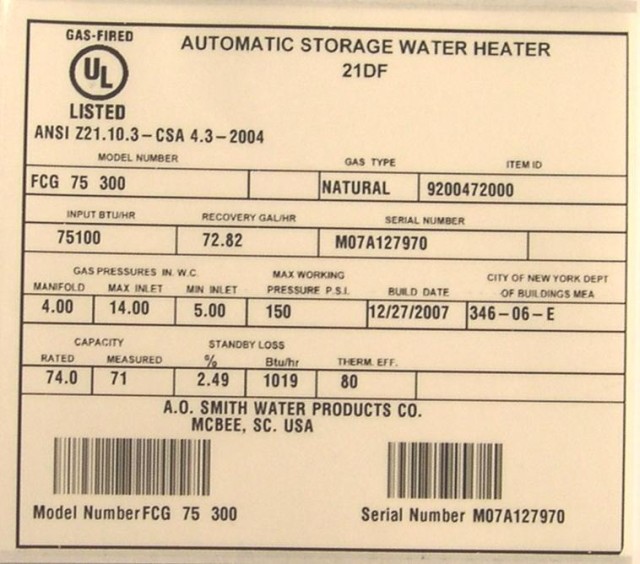 GAS-FIRED
UL
LISTED
AUTOMATIC STORAGE WATER HEATER
21DF
ANSI Z21.10.3-CSA 4.3-2004
MODEL NUMBER GAS TYPE ITEM ID
FCG 75 300 NATURAL 9200472000
INPUT BTU/HR RECOVERY GAL/HR SERIAL NUMBER
75100 72.82 M07A127970
GAS PRESSURES IN. W.C. MAX WORKING CITY OF NEW YORK DEPT
MANIFOLD MAX INLET MIN INLET PRESSURE P.S.I. BUILD DATE OF BUILDINGS MEA
4.00 14.00 5.00 150 12/27/2007 346-06-E
CAPACITY STANDBY LOSS
RATED MEASURED % Btu/hr THERM. EFF.
74.0 71 2.49 1019 80
A.O. SMITH WATER PRODUCTS CO.
MCBEE, SC. USA
Model Number FCG 75 300 Serial Number M07A127970